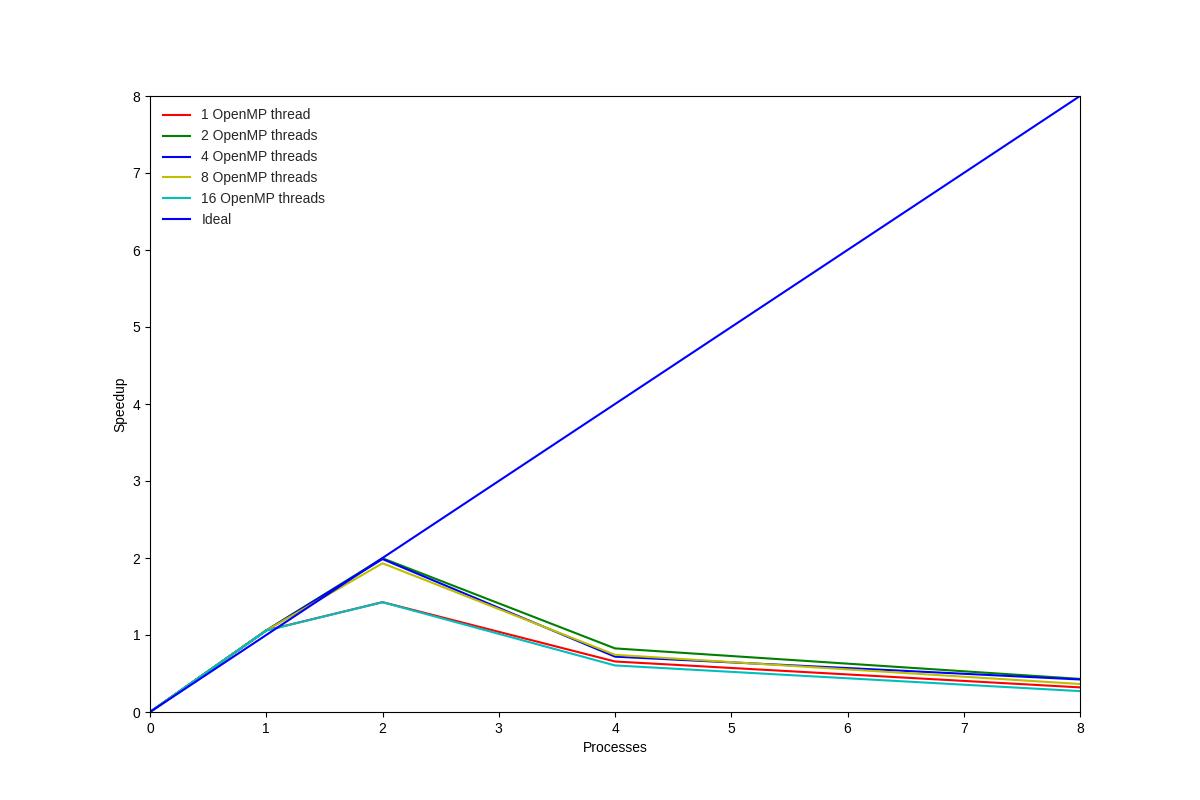 8
7
6
5
4
3
2
1
0
Speedup
1 OpenMP thread
2 OpenMP threads
4 OpenMP threads
8 OpenMP threads
16 OpenMP threads
Ideal
0 1 2 3 4 5 6 7 8
Processes